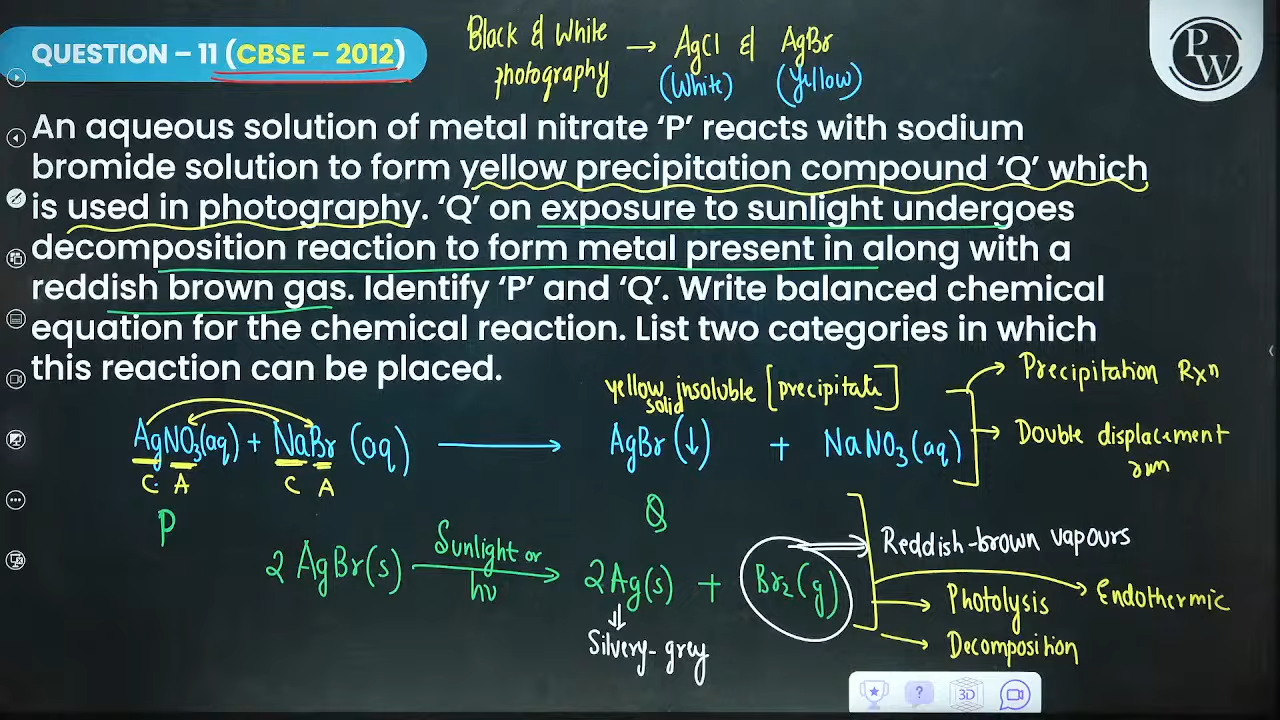 QUESTION – 11 (CBSE – 2012)
Black & White photography → AgCl & AgBr
(White) (Yellow)
PW
An aqueous solution of metal nitrate ‘P’ reacts with sodium
bromide solution to form yellow precipitation compound ‘Q’ which
is used in photography. ‘Q’ on exposure to sunlight undergoes
decomposition reaction to form metal present in along with a
reddish brown gas. Identify ‘P’ and ‘Q’. Write balanced chemical
equation for the chemical reaction. List two categories in which
this reaction can be placed.
yellow insoluble [precipitate]
solid
Precipitation Rxn
AgNO₃(aq) + NaBr (aq) → AgBr (↓) + NaNO₃(aq)
Double displacement
rxn
C A C A
P Q
Reddish-brown vapours
2 AgBr(s) Sunlight or hν → 2Ag(s) + Br₂(g)
Photolysis Endothermic
Silvery-grey
Decomposition
3D